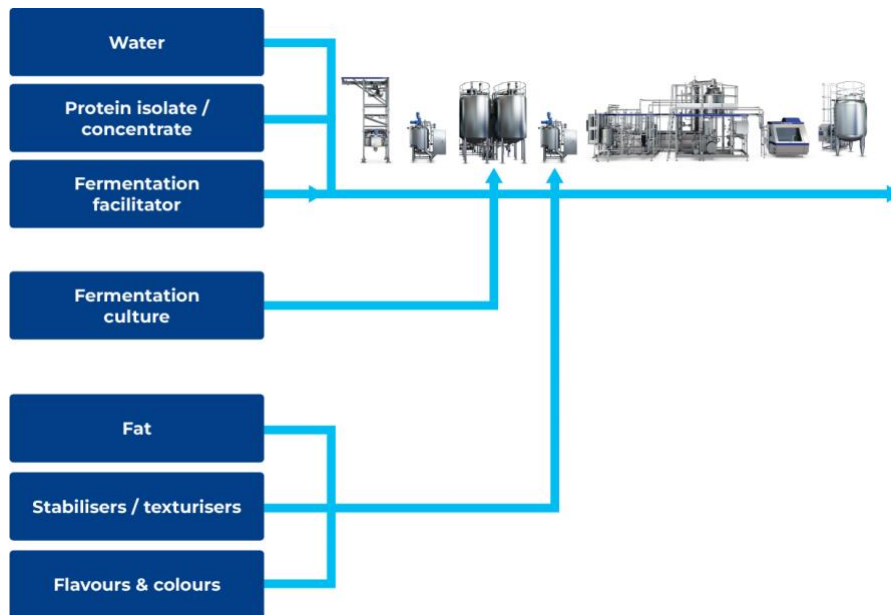 Water
Protein isolate /
concentrate
Fermentation
facilitator
Fermentation
culture
Fat
Stabilisers / texturisers
Flavours & colours